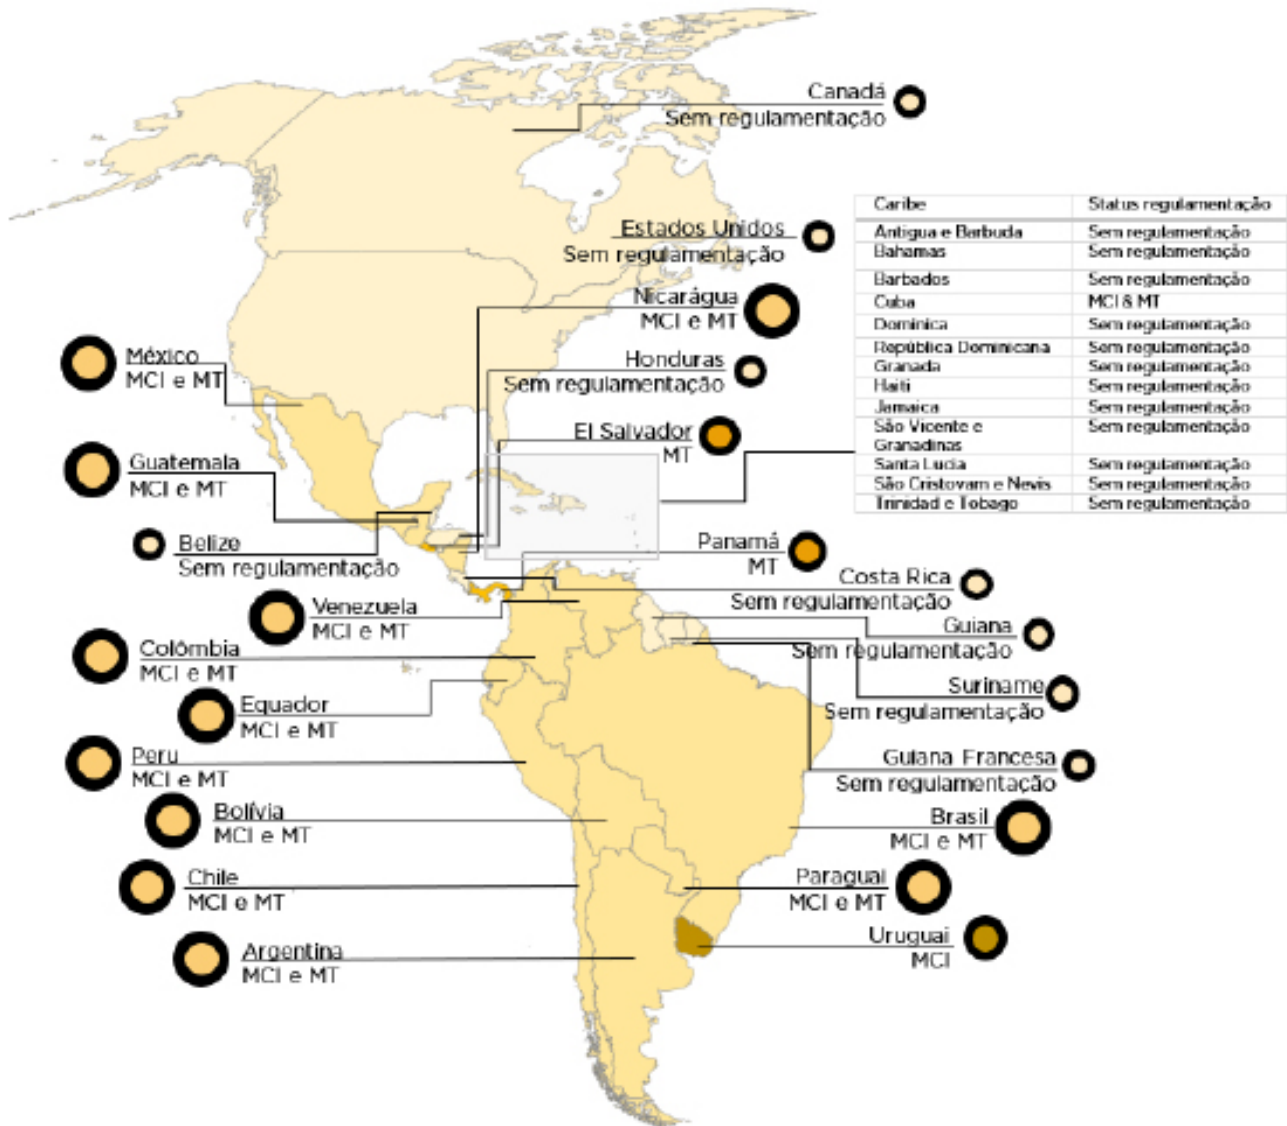 Canadá
Sem regulamentação
Estados Unidos
Sem regulamentação
Nicarágua
MCI e MT
Honduras
Sem regulamentação
El Salvador
MT
México
MCI e MT
Guatemala
MCI e MT
Belize
Sem regulamentação
Venezuela
MCI e MT
Colômbia
MCI e MT
Equador
MCI e MT
Peru
MCI e MT
Bolívia
MCI e MT
Chile
MCI e MT
Argentina
MCI e MT
Caribe Status regulamentação
Antigua e Barbuda Sem regulamentação
Bahamas Sem regulamentação
Barbados Sem regulamentação
Cuba MCI & MT
Dominica Sem regulamentação
República Dominicana Sem regulamentação
Granada Sem regulamentação
Haiti Sem regulamentação
Jamaica Sem regulamentação
São Vicente e Sem regulamentação
Granadinas
Santa Lucia Sem regulamentação
São Cristovam e Nevis Sem regulamentação
Trinidad e Tobago Sem regulamentação
Panamá
MT
Costa Rica
Sem regulamentação
Guiana
Sem regulamentação
Suriname
Sem regulamentação
Guiana Francesa
Sem regulamentação
Brasil
MCI e MT
Paraguai
MCI e MT
Uruguai
MCI